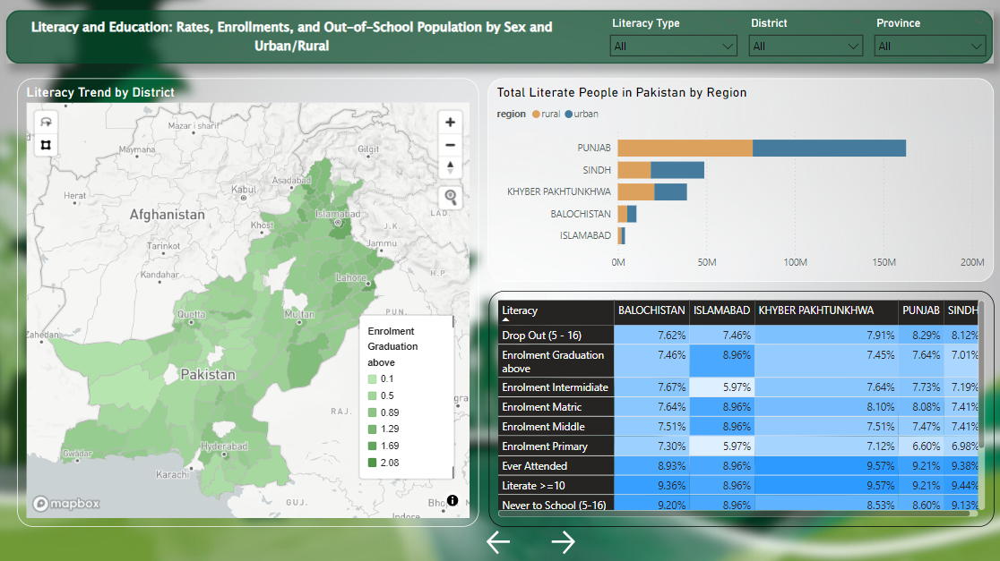 Literacy and Education: Rates, Enrollments, and Out-of-School Population by Sex and
Urban/Rural
Literacy Type
District
Province
All
All
All
Literacy Trend by District
Mazar i sharif
Maymana
Gilgit
Asadabad
Herat
Kabul
Afghanistan
Islamabad
LAD.
J.K.
Khost
Jammu
Tarinkot
H.P.
Kandahar
Lahore
PUN.
Quetta
Multan
Zahedan
Pakistan
RAJ.
Hyderabad
Gwadar
Karachi
GUJ.
Indore
mapbox
Enrolment
Graduation
above
0.1
0.5
0.89
1.29
1.69
2.08
Total Literate People in Pakistan by Region
region rural urban
PUNJAB
SINDH
KHYBER PAKHTUNKHWA
BALOCHISTAN
ISLAMABAD
0M 50M 100M 150M 200M
Literacy BALOCHISTAN ISLAMABAD KHYBER PAKHTUNKHWA PUNJAB SINDH
Drop Out (5 - 16) 7.62% 7.46% 7.91% 8.29% 8.12%
Enrolment Graduation 7.46% 8.96% 7.45% 7.64% 7.01%
above
Enrolment Intermidiate 7.67% 5.97% 7.64% 7.73% 7.19%
Enrolment Matric 7.64% 8.96% 8.10% 8.08% 7.41%
Enrolment Middle 7.51% 8.96% 7.51% 7.47% 7.41%
Enrolment Primary 7.30% 5.97% 7.12% 6.60% 6.98%
Ever Attended 8.93% 8.96% 9.57% 9.21% 9.38%
Literate >=10 9.36% 8.96% 9.57% 9.21% 9.44%
Never to School (5-16) 9.20% 8.96% 8.53% 8.60% 9.13%